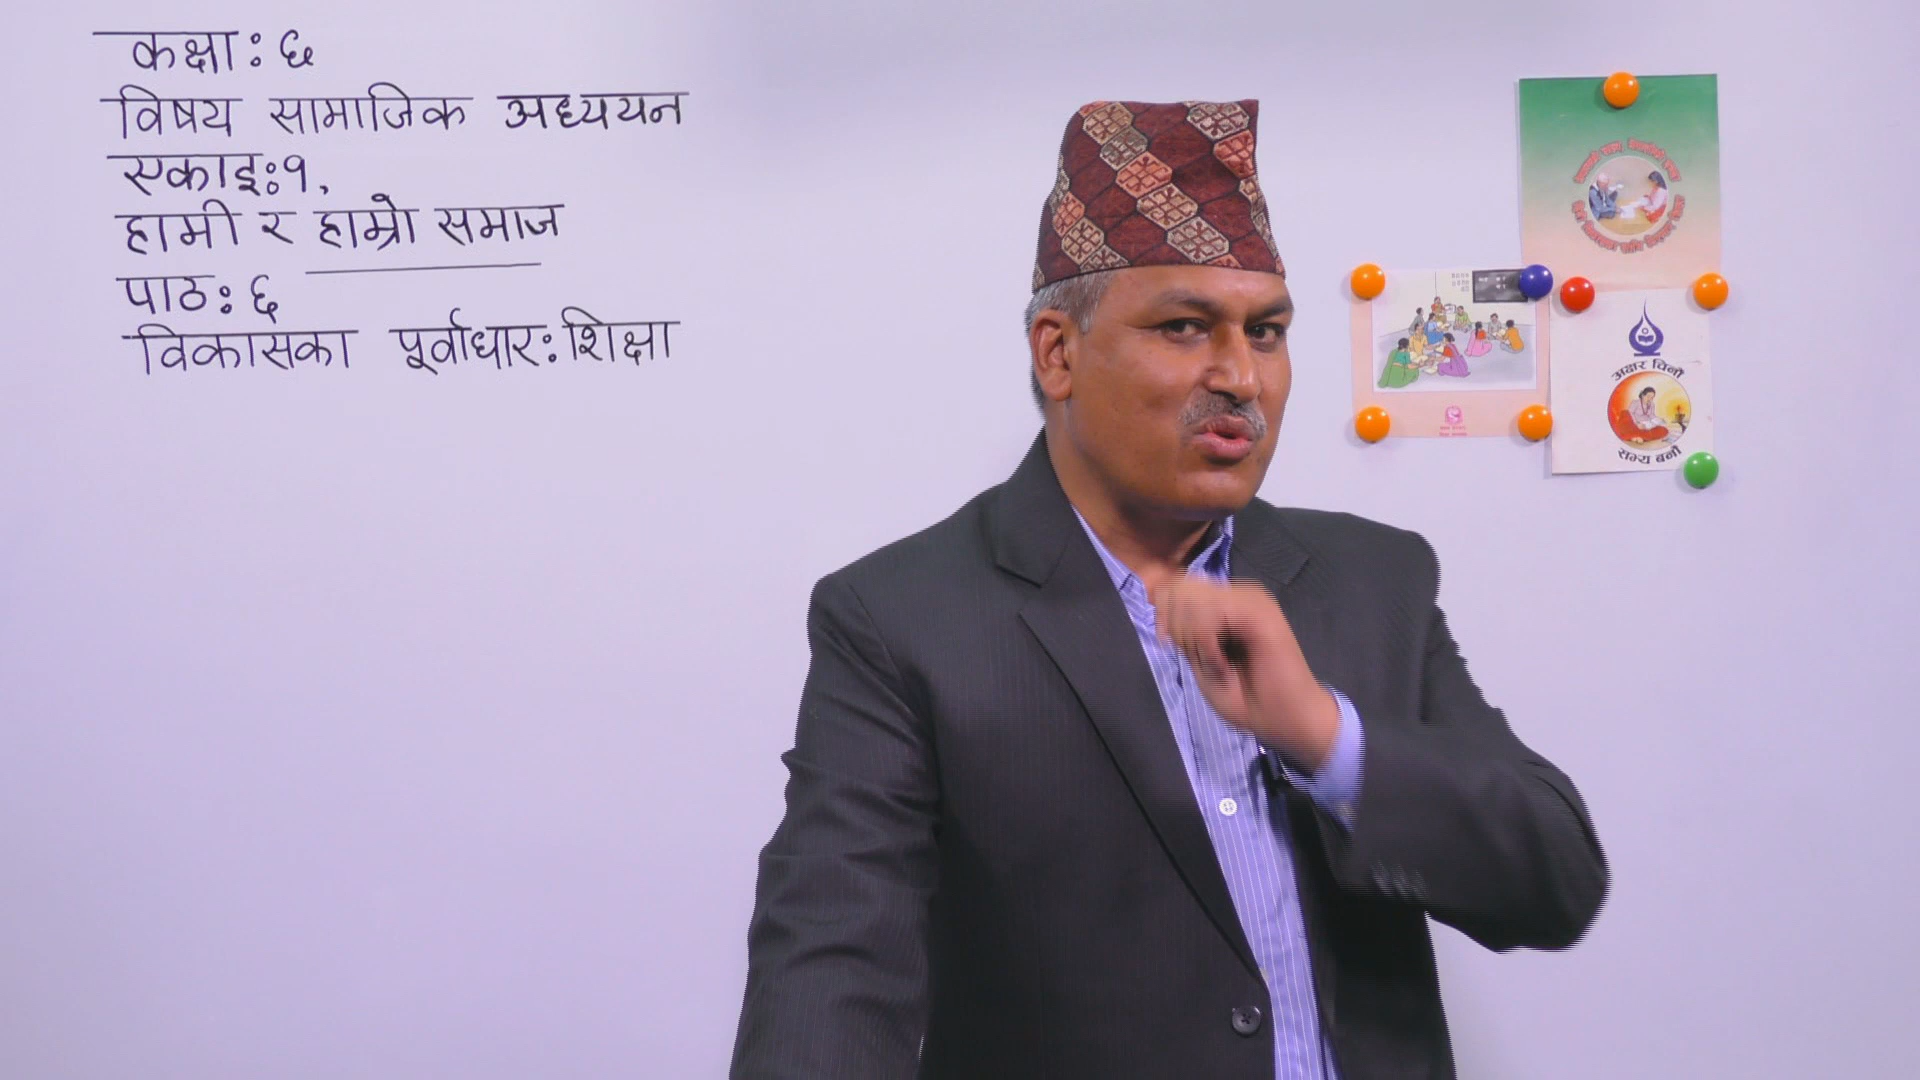 कक्षा: ६
विषय सामाजिक अध्ययन
एकाइ:१,
हामी र हाम्रो समाज
पाठ: ६
विकासका पूर्वाधार: शिक्षा
अक्षर चिनौं
सभ्य बनौं